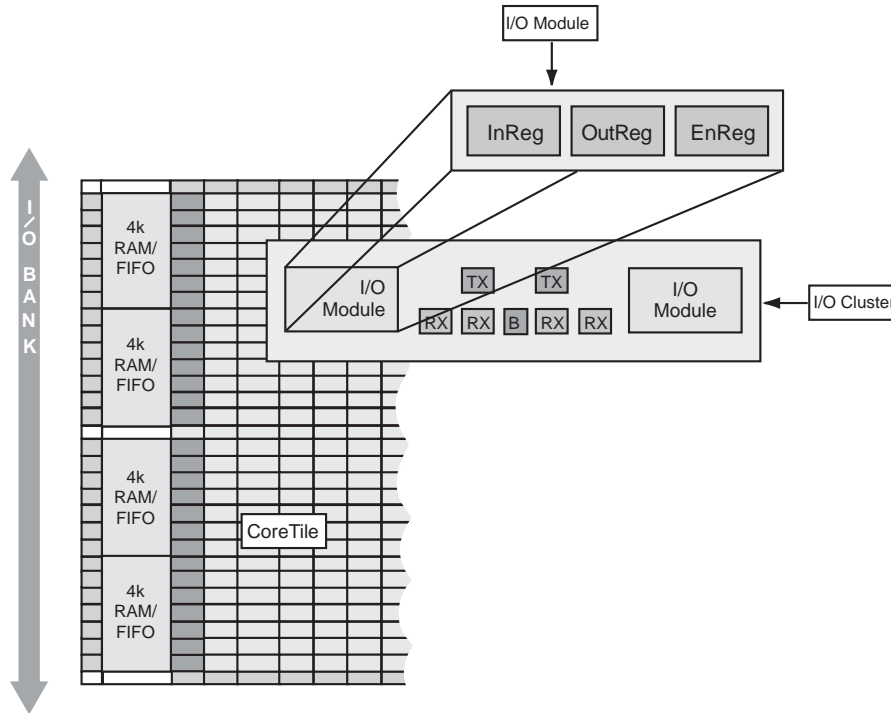 I/O Module
InReg OutReg EnReg
I/O BANK
4k
RAM/
FIFO
4k
RAM/
FIFO
4k
RAM/
FIFO
4k
RAM/
FIFO
I/O
Module
TX TX
RX RX B RX RX
I/O
Module
I/O Cluster
CoreTile